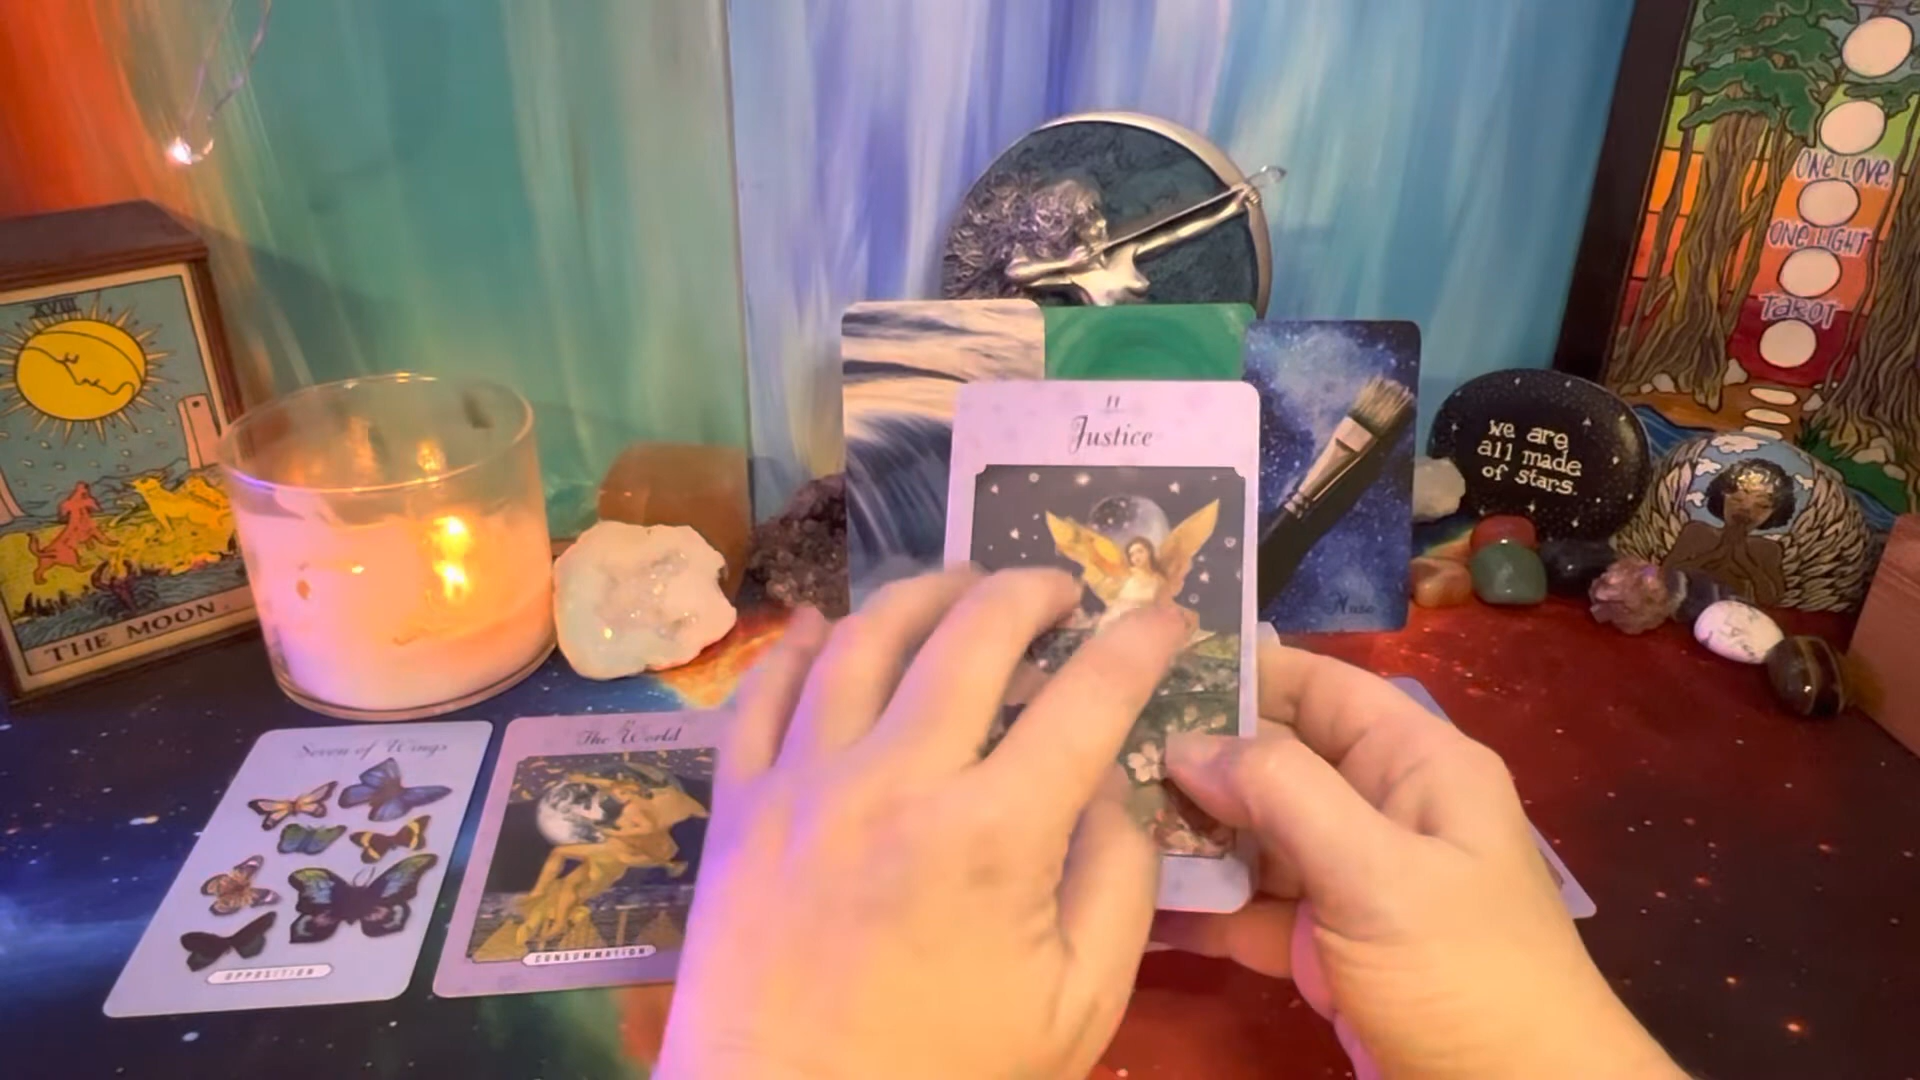 XVIII
THE MOON.
ONE LOVE.
ONE LIGHT
TAROT
11
Justice
we are
all made
of stars.
Muse
Seven of Wings
OPPOSITION
The World
CONSUMMATION